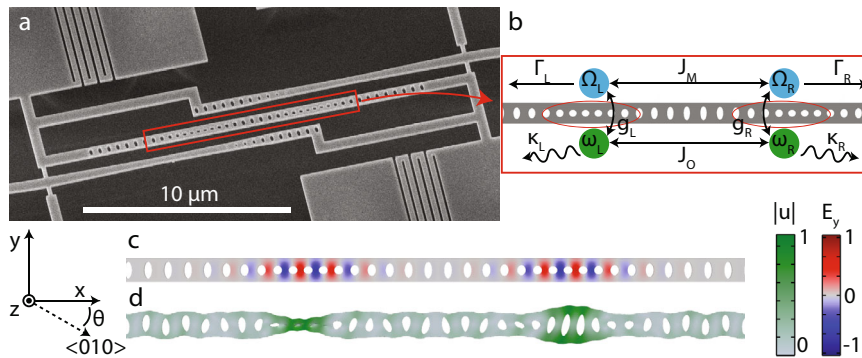 a
10 μm
b
Γ_L
Ω_L
J_M
Ω_R
Γ_R
g_L
g_R
κ_L
ω_L
J_O
ω_R
κ_R
y
x
z
θ
<010>
c
d
|u|
E_y
1
1
0
0
-1